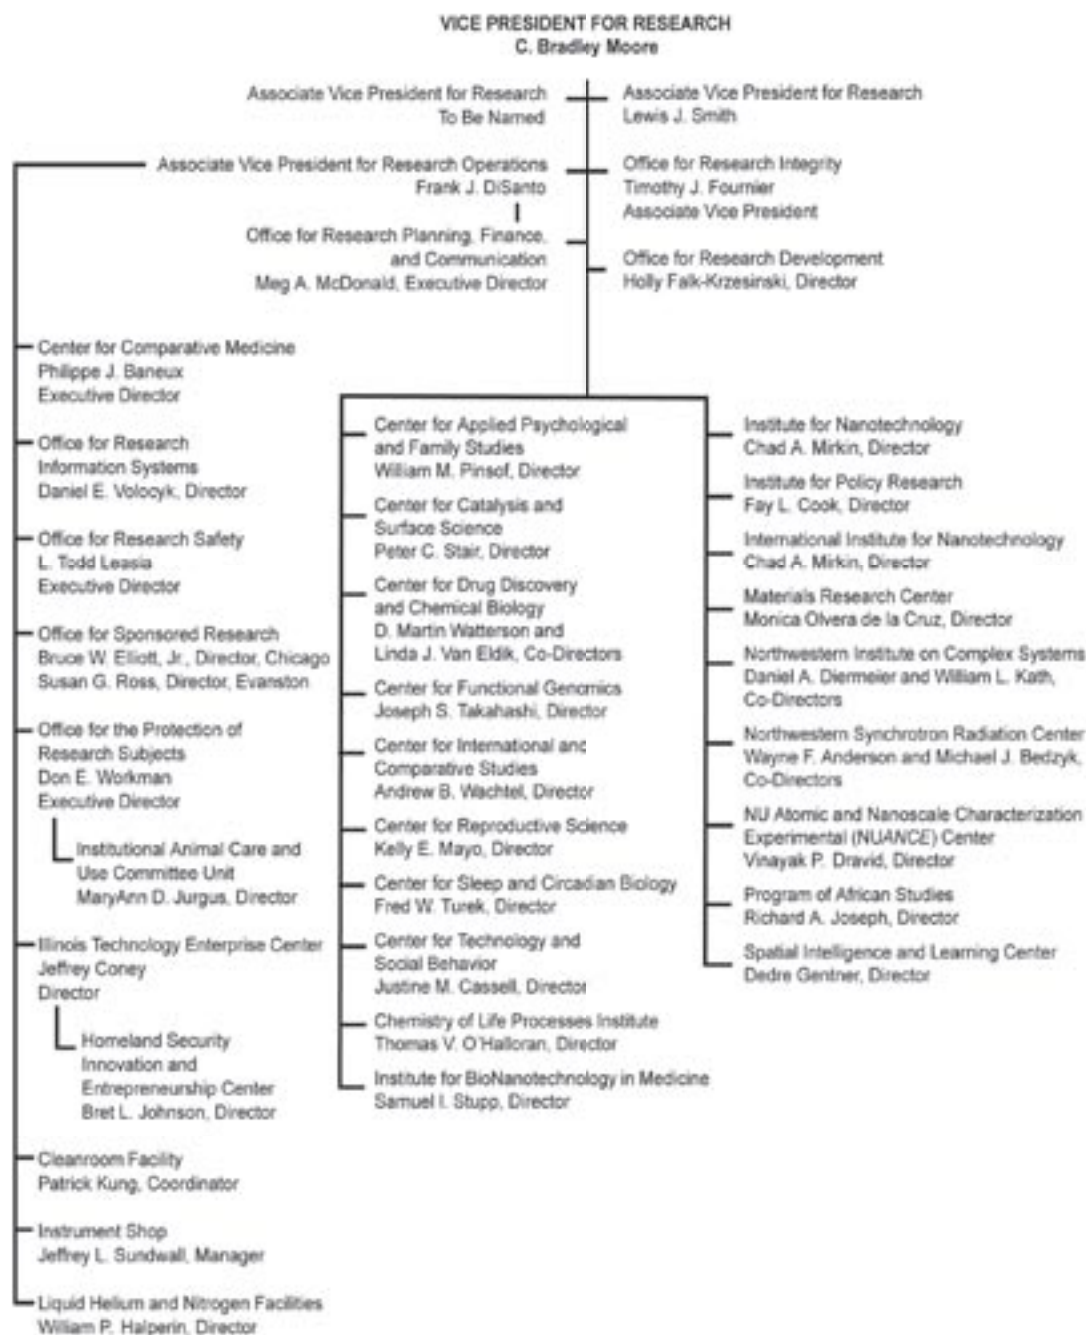 VICE PRESIDENT FOR RESEARCH
C. Bradley Moore
Associate Vice President for Research
To Be Named
Associate Vice President for Research
Lewis J. Smith
Associate Vice President for Research Operations
Frank J. DiSanto
Office for Research Integrity
Timothy J. Fournier
Associate Vice President
Office for Research Planning, Finance,
and Communication
Meg A. McDonald, Executive Director
Office for Research Development
Holly Falk-Krzesinski, Director
Center for Comparative Medicine
Philippe J. Baneux
Executive Director
Office for Research
Information Systems
Daniel E. Volocyk, Director
Office for Research Safety
L. Todd Leasia
Executive Director
Office for Sponsored Research
Bruce W. Elliott, Jr., Director, Chicago
Susan G. Ross, Director, Evanston
Office for the Protection of
Research Subjects
Don E. Workman
Executive Director
Institutional Animal Care and
Use Committee Unit
MaryAnn D. Jurgus, Director
Illinois Technology Enterprise Center
Jeffrey Coney
Director
Homeland Security
Innovation and
Entrepreneurship Center
Bret L. Johnson, Director
Cleanroom Facility
Patrick Kung, Coordinator
Instrument Shop
Jeffrey L. Sundwall, Manager
Liquid Helium and Nitrogen Facilities
William P. Halperin, Director
Center for Applied Psychological
and Family Studies
William M. Pinsof, Director
Center for Catalysis and
Surface Science
Peter C. Stair, Director
Center for Drug Discovery
and Chemical Biology
D. Martin Watterson and
Linda J. Van Eldik, Co-Directors
Center for Functional Genomics
Joseph S. Takahashi, Director
Center for International and
Comparative Studies
Andrew B. Wachtel, Director
Center for Reproductive Science
Kelly E. Mayo, Director
Center for Sleep and Circadian Biology
Fred W. Turek, Director
Center for Technology and
Social Behavior
Justine M. Cassell, Director
Chemistry of Life Processes Institute
Thomas V. O'Halloran, Director
Institute for BioNanotechnology in Medicine
Samuel I. Stupp, Director
Institute for Nanotechnology
Chad A. Mirkin, Director
Institute for Policy Research
Fay L. Cook, Director
International Institute for Nanotechnology
Chad A. Mirkin, Director
Materials Research Center
Monica Olvera de la Cruz, Director
Northwestern Institute on Complex Systems
Daniel A. Diermeier and William L. Kath,
Co-Directors
Northwestern Synchrotron Radiation Center
Wayne F. Anderson and Michael J. Bedzyk,
Co-Directors
NU Atomic and Nanoscale Characterization
Experimental (NUANCE) Center
Vinayak P. Dravid, Director
Program of African Studies
Richard A. Joseph, Director
Spatial Intelligence and Learning Center
Dedre Gentner, Director